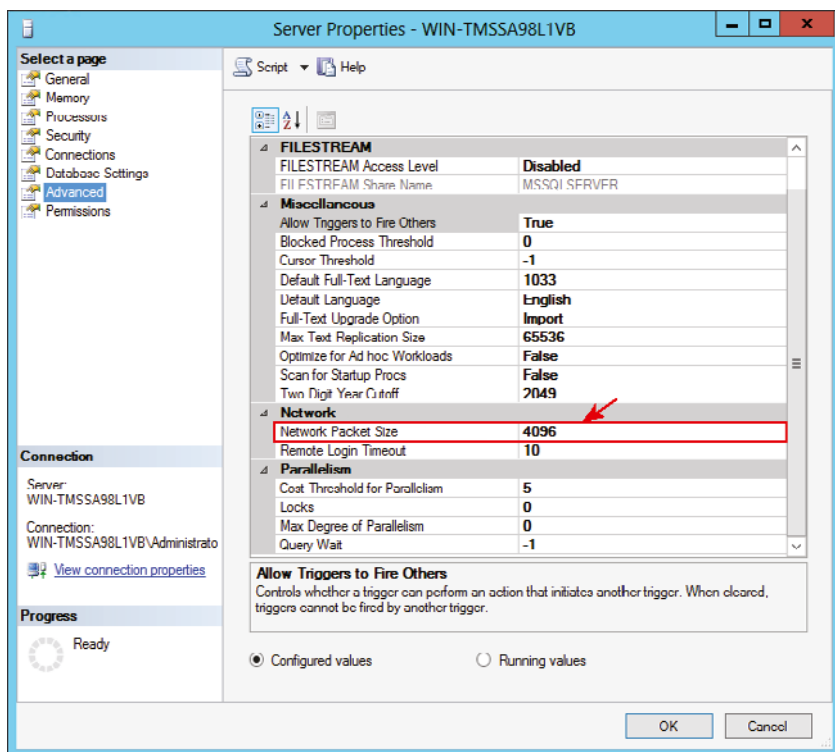 Server Properties - WIN-TMSSA98L1VB
Select a page
General
Memory
Processors
Security
Connections
Database Settings
Advanced
Permissions
Script
Help
FILESTREAM
FILESTREAM Access Level Disabled
FILESTREAM Share Name MSSQLSERVER
Miscellaneous
Allow Triggers to Fire Others True
Blocked Process Threshold 0
Cursor Threshold -1
Default Full-Text Language 1033
Default Language English
Full-Text Upgrade Option Import
Max Text Replication Size 65536
Optimize for Ad hoc Workloads False
Scan for Startup Procs False
Two Digit Year Cutoff 2049
Network
Network Packet Size 4096
Remote Login Timeout 10
Parallelism
Cost Threshold for Parallelism 5
Locks 0
Max Degree of Parallelism 0
Query Wait -1
Allow Triggers to Fire Others
Controls whether a trigger can perform an action that initiates another trigger. When cleared,
triggers cannot be fired by another trigger.
Configured values
Running values
Connection
Server:
WIN-TMSSA98L1VB
Connection:
WIN-TMSSA98L1VB\Administrato
View connection properties
Progress
Ready
OK
Cancel